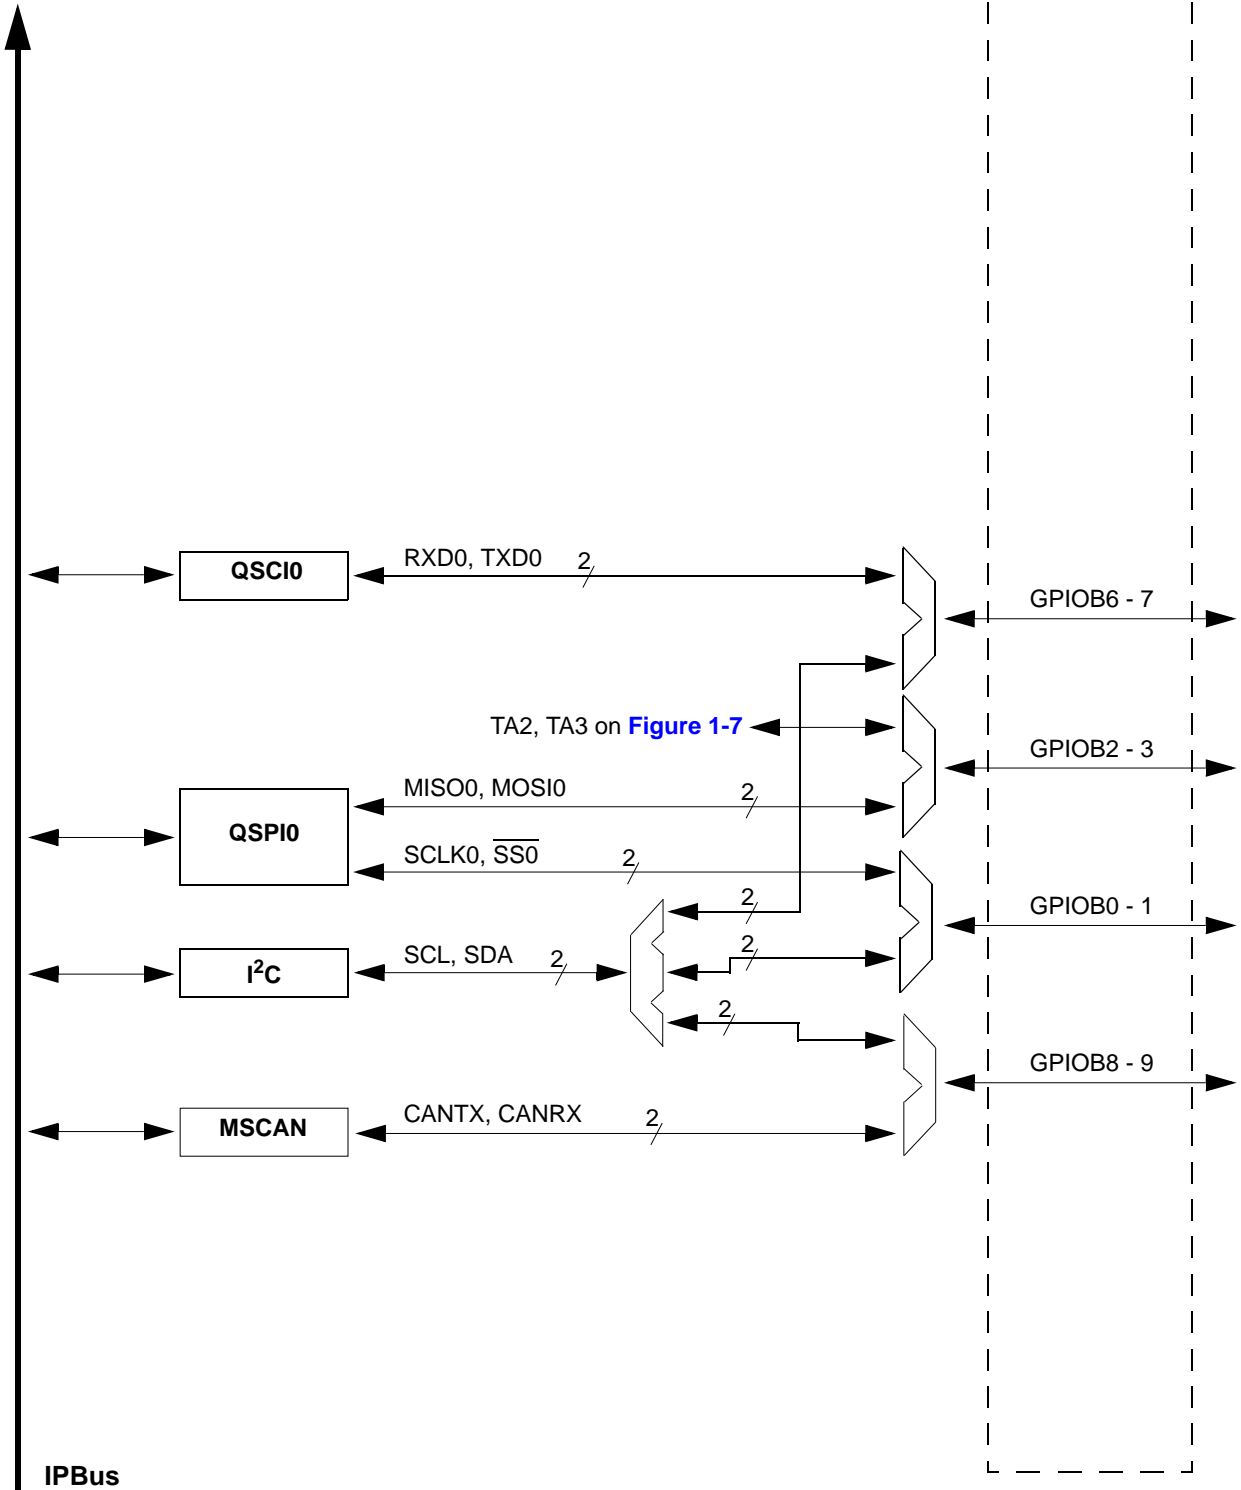 QSCI0
RXD0, TXD0
2
GPIOB6 - 7
TA2, TA3 on Figure 1-7
GPIOB2 - 3
MISO0, MOSI0
2
QSPI0
SCLK0, SS0
2
2
GPIOB0 - 1
I²C
SCL, SDA
2
2
2
GPIOB8 - 9
MSCAN
CANTX, CANRX
2
IPBus